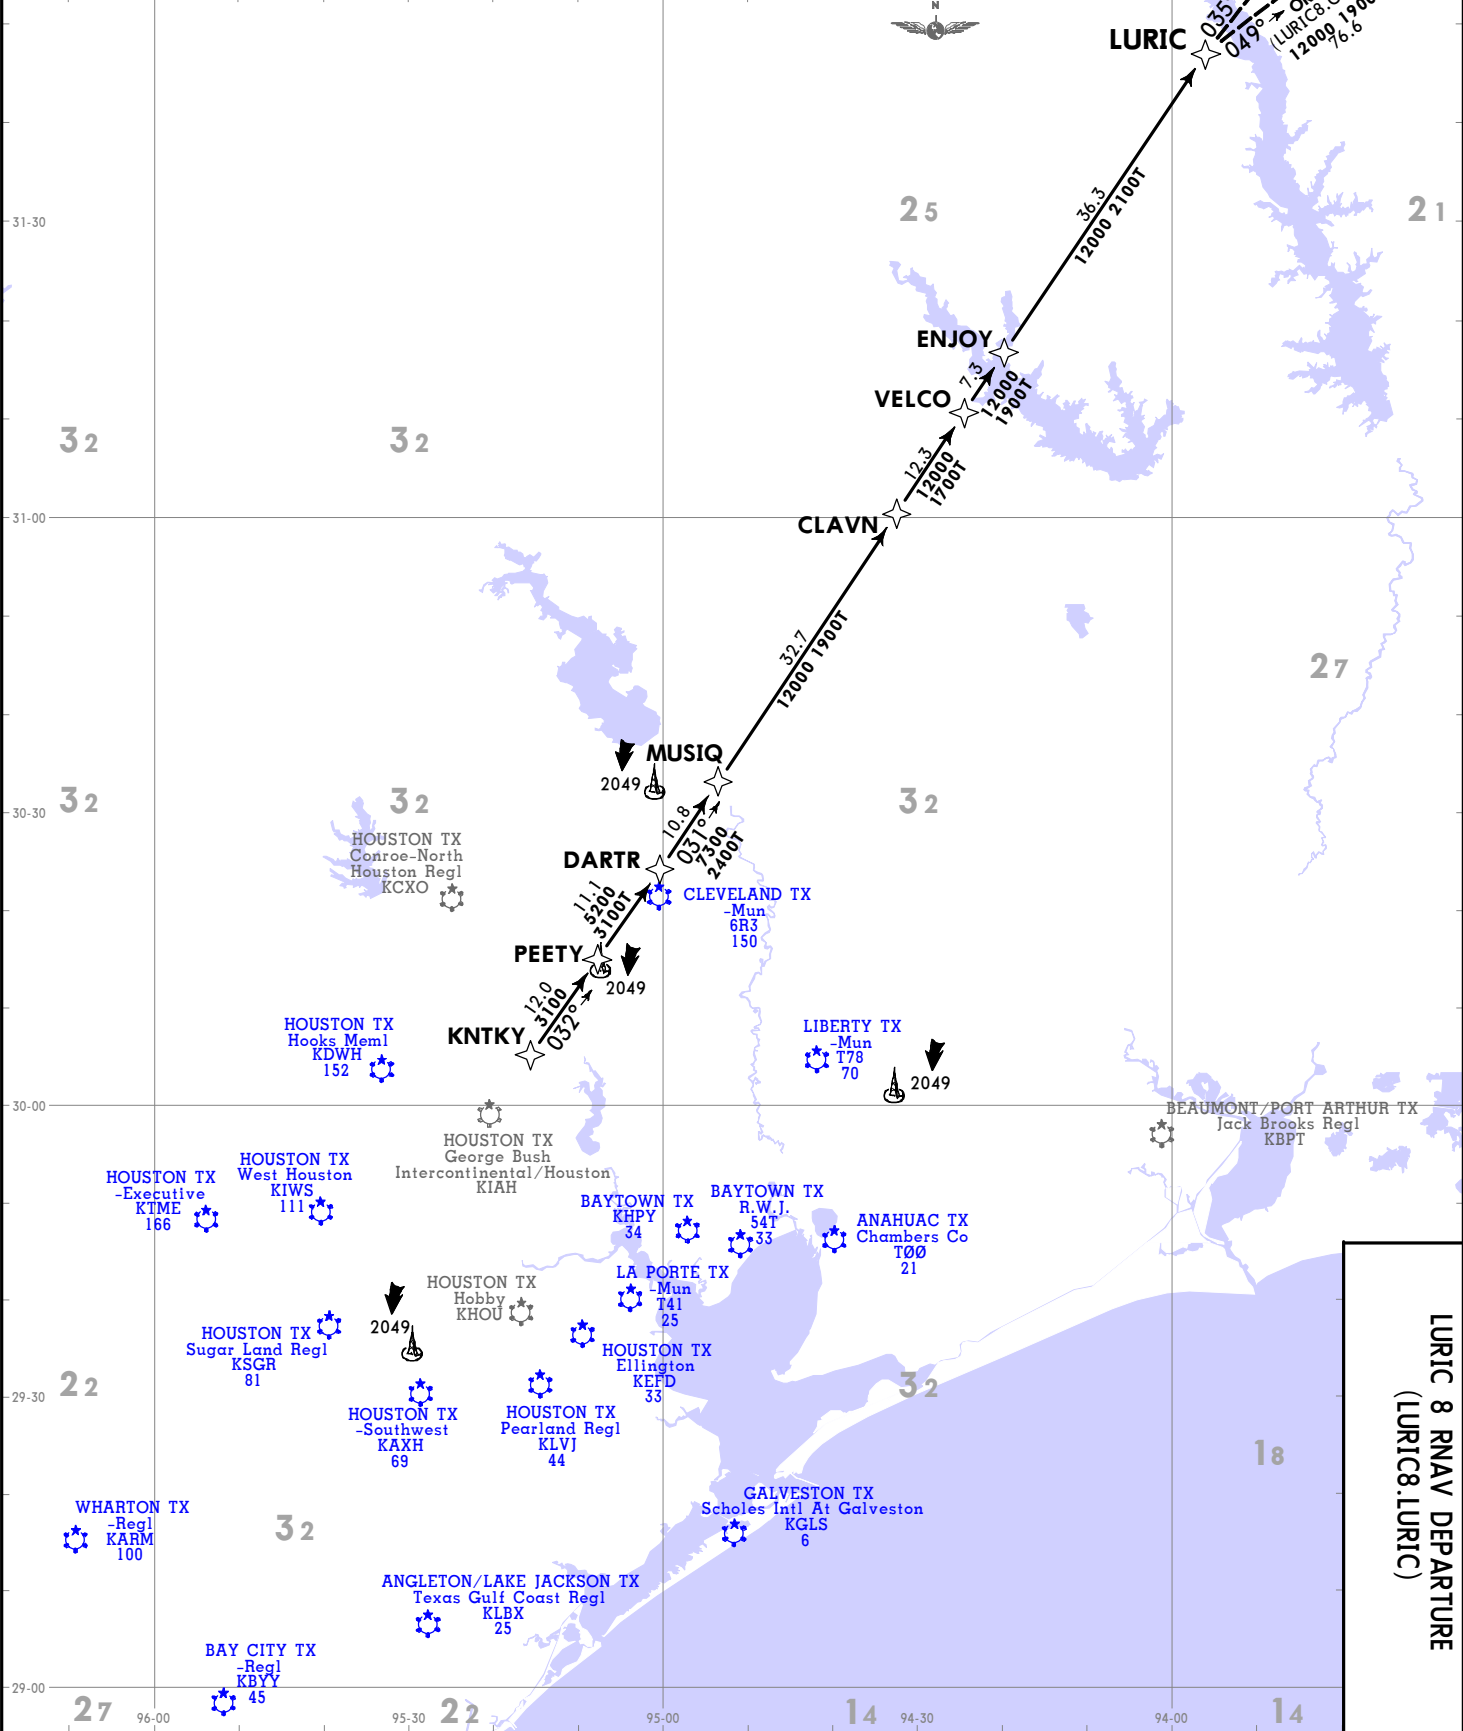 N
035
049° OR
(LURIC8.O
12000 1900
76.6
LURIC
31-30
25
21
36.3
12000 2100T
ENJOY
7.3
12000
1900T
VELCO
32
32
12.3
12000
1700T
31-00
CLAVN
32.7
12000 1900T
27
MUSIQ
2049
32
32
32
30-30
10.8
031°
7300
2400T
HOUSTON TX
Conroe-North
Houston Regl
KCXO
DARTR
11.1
5200
3100T
CLEVELAND TX
-Mun
6R3
150
PEETY
2049
12.0
3100
032°
KNTKY
HOUSTON TX
Hooks Meml
KDWH
152
LIBERTY TX
-Mun
T78
70
2049
30-00
BEAUMONT/PORT ARTHUR TX
Jack Brooks Regl
KBPT
HOUSTON TX
George Bush
Intercontinental/Houston
KIAH
HOUSTON TX
West Houston
KIWS
111
HOUSTON TX
-Executive
KTME
166
BAYTOWN TX
KHPY
34
BAYTOWN TX
R.W.J.
54T
33
ANAHUAC TX
Chambers Co
TØØ
21
LA PORTE TX
-Mun
T41
25
HOUSTON TX
Hobby
KHOU
2049
HOUSTON TX
Sugar Land Regl
KSGR
81
HOUSTON TX
Ellington
KEFD
33
22
32
29-30
HOUSTON TX
-Southwest
KAXH
69
HOUSTON TX
Pearland Regl
KLVJ
44
18
LURIC 8 RNAV DEPARTURE
(LURIC8.LURIC)
GALVESTON TX
Scholes Intl At Galveston
KGLS
6
WHARTON TX
-Regl
KARM
100
32
ANGLETON/LAKE JACKSON TX
Texas Gulf Coast Regl
KLBX
25
BAY CITY TX
-Regl
KBYY
45
29-00
27
22
14
14
96-00
95-30
95-00
94-30
94-00